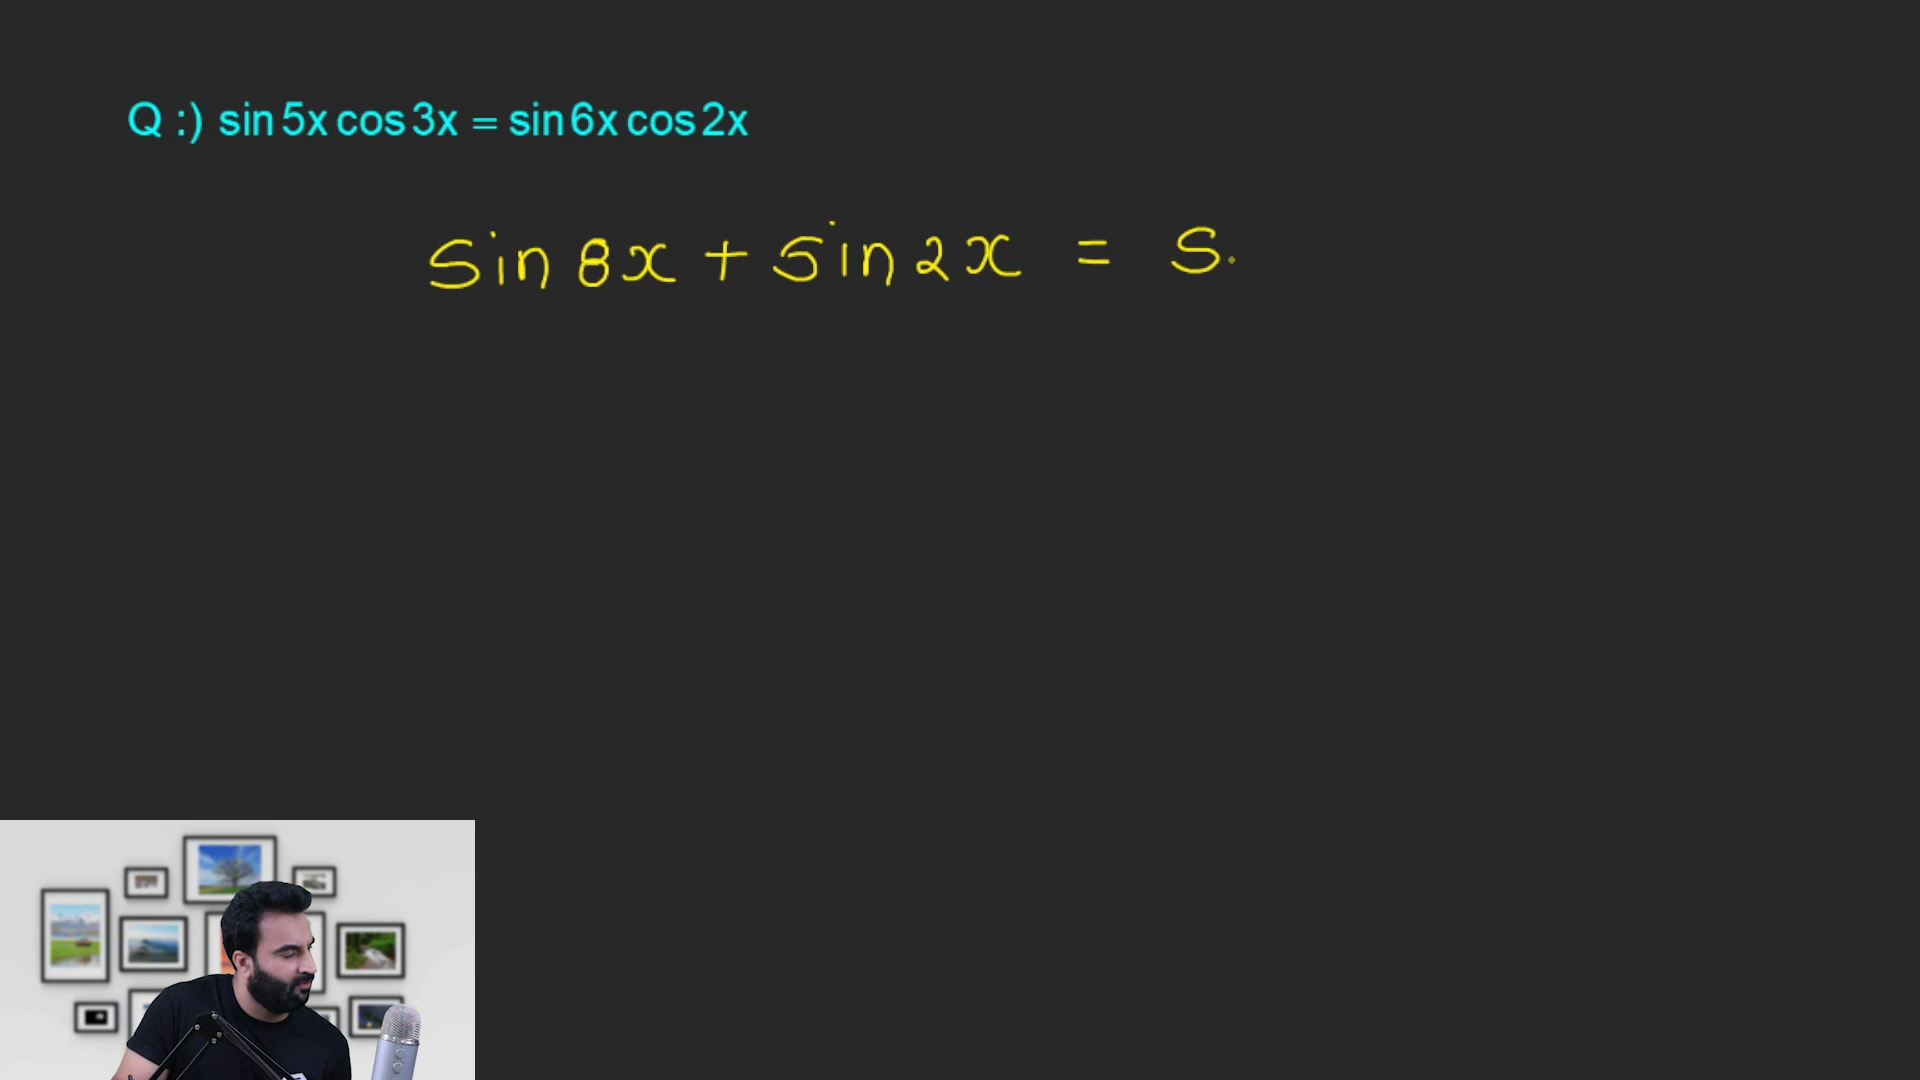 Q :) sin 5x cos 3x = sin 6x cos 2x
sin 8x + sin 2x = s